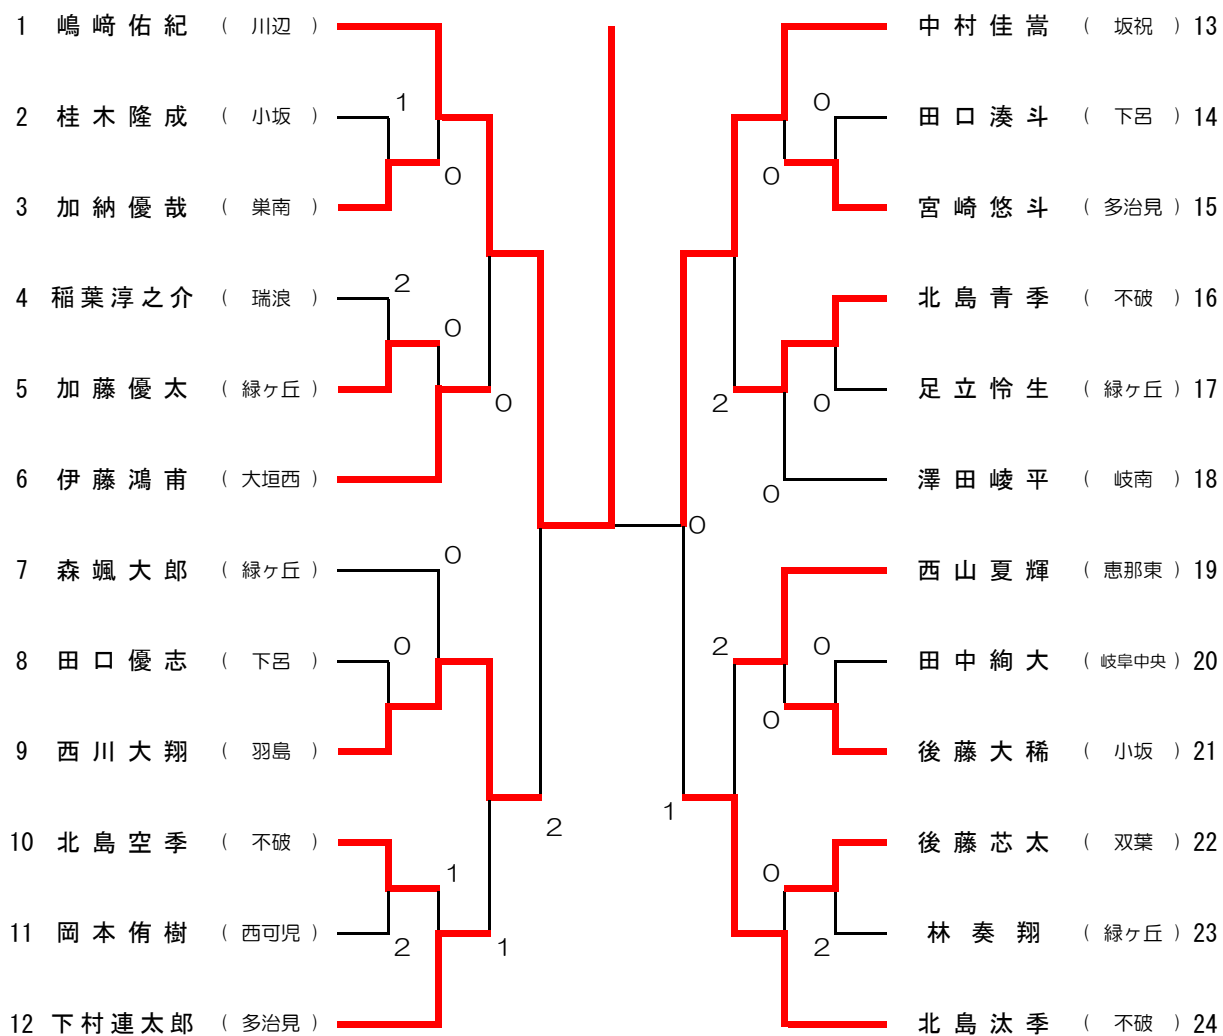 1 嶋﨑佑紀 ( 川辺 )
1
2 桂木隆成 ( 小坂 )
0
3 加納優哉 ( 巣南 )
2
4 稲葉淳之介 ( 瑞浪 )
0
5 加藤優太 ( 緑ヶ丘 )
0
6 伊藤鴻甫 ( 大垣西 )
0
7 森颯大郎 ( 緑ヶ丘 )
0
8 田口優志 ( 下呂 )
9 西川大翔 ( 羽島 )
2
10 北島空季 ( 不破 )
1
11 岡本侑樹 ( 西可児 )
2
1
12 下村連太郎 ( 多治見 )
中村佳嵩 ( 坂祝 ) 13
0
田口湊斗 ( 下呂 ) 14
0
宮崎悠斗 ( 多治見 ) 15
北島青季 ( 不破 ) 16
足立怜生 ( 緑ヶ丘 ) 17
2
0
澤田崚平 ( 岐南 ) 18
0
0
西山夏輝 ( 恵那東 ) 19
2
0
田中絢大 ( 岐阜中央 ) 20
0
後藤大稀 ( 小坂 ) 21
1
後藤芯太 ( 双葉 ) 22
0
林奏翔 ( 緑ヶ丘 ) 23
2
北島汰季 ( 不破 ) 24